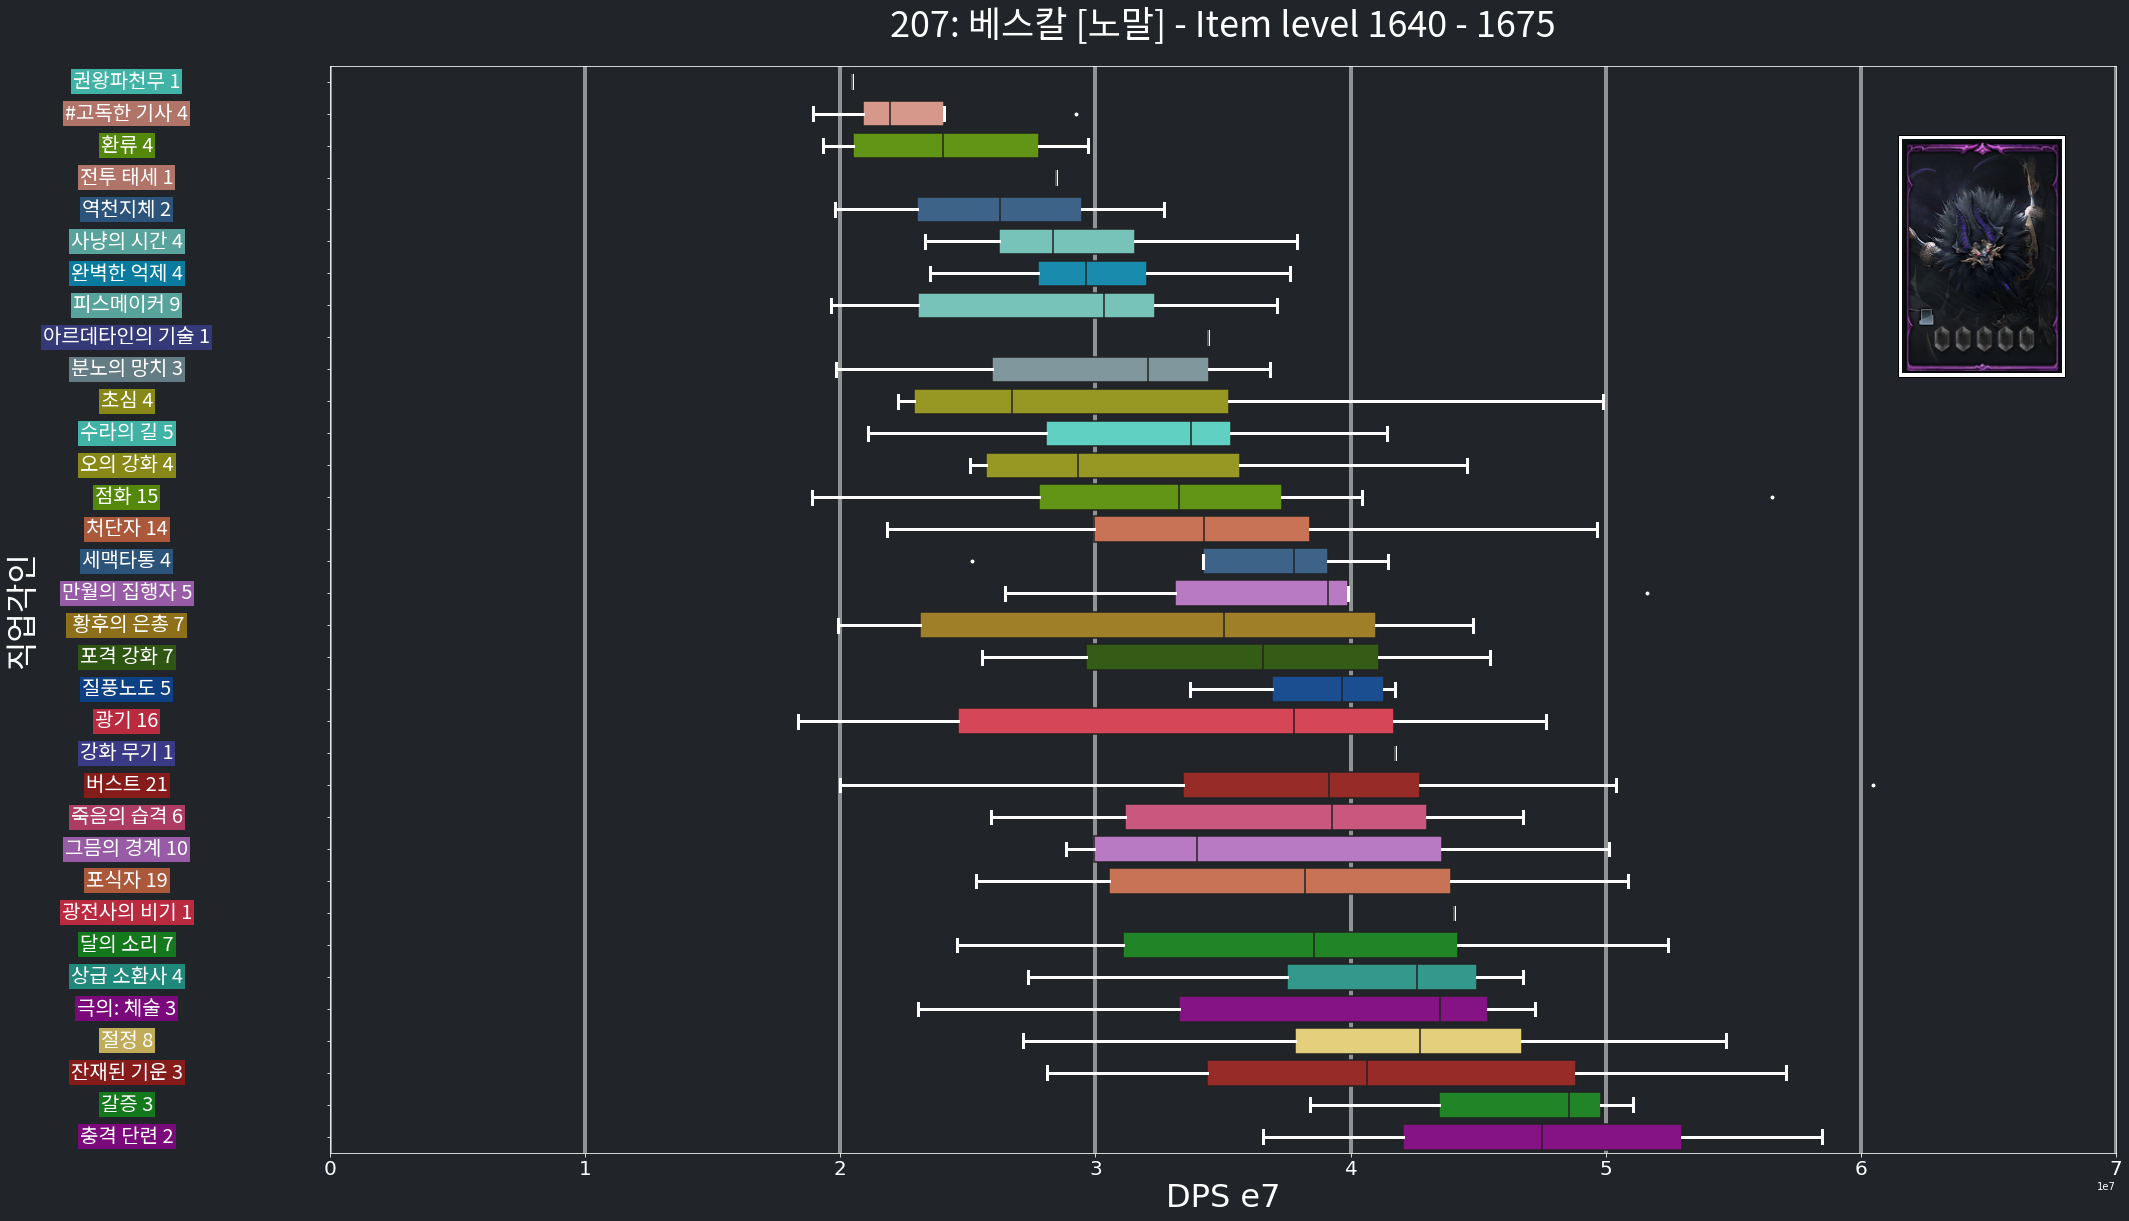 207: 베스칼 [노말] - Item level 1640 - 1675
권왕파천무 1
#고독한 기사 4
환류 4
전투 태세 1
역천지체 2
사냥의 시간 4
완벽한 억제 4
피스메이커 9
아르데타인의 기술 1
분노의 망치 3
초심 4
수라의 길 5
오의 강화 4
점화 15
처단자 14
세맥타통 4
만월의 집행자 5
황후의 은총 7
포격 강화 7
질풍노도 5
광기 16
강화 무기 1
버스트 21
죽음의 습격 6
그믐의 경계 10
포식자 19
광전사의 비기 1
달의 소리 7
상급 소환사 4
극의: 체술 3
절정 8
잔재된 기운 3
갈증 3
충격 단련 2
직업각인
0 1 2 3 4 5 6 7
DPS e7
1e7